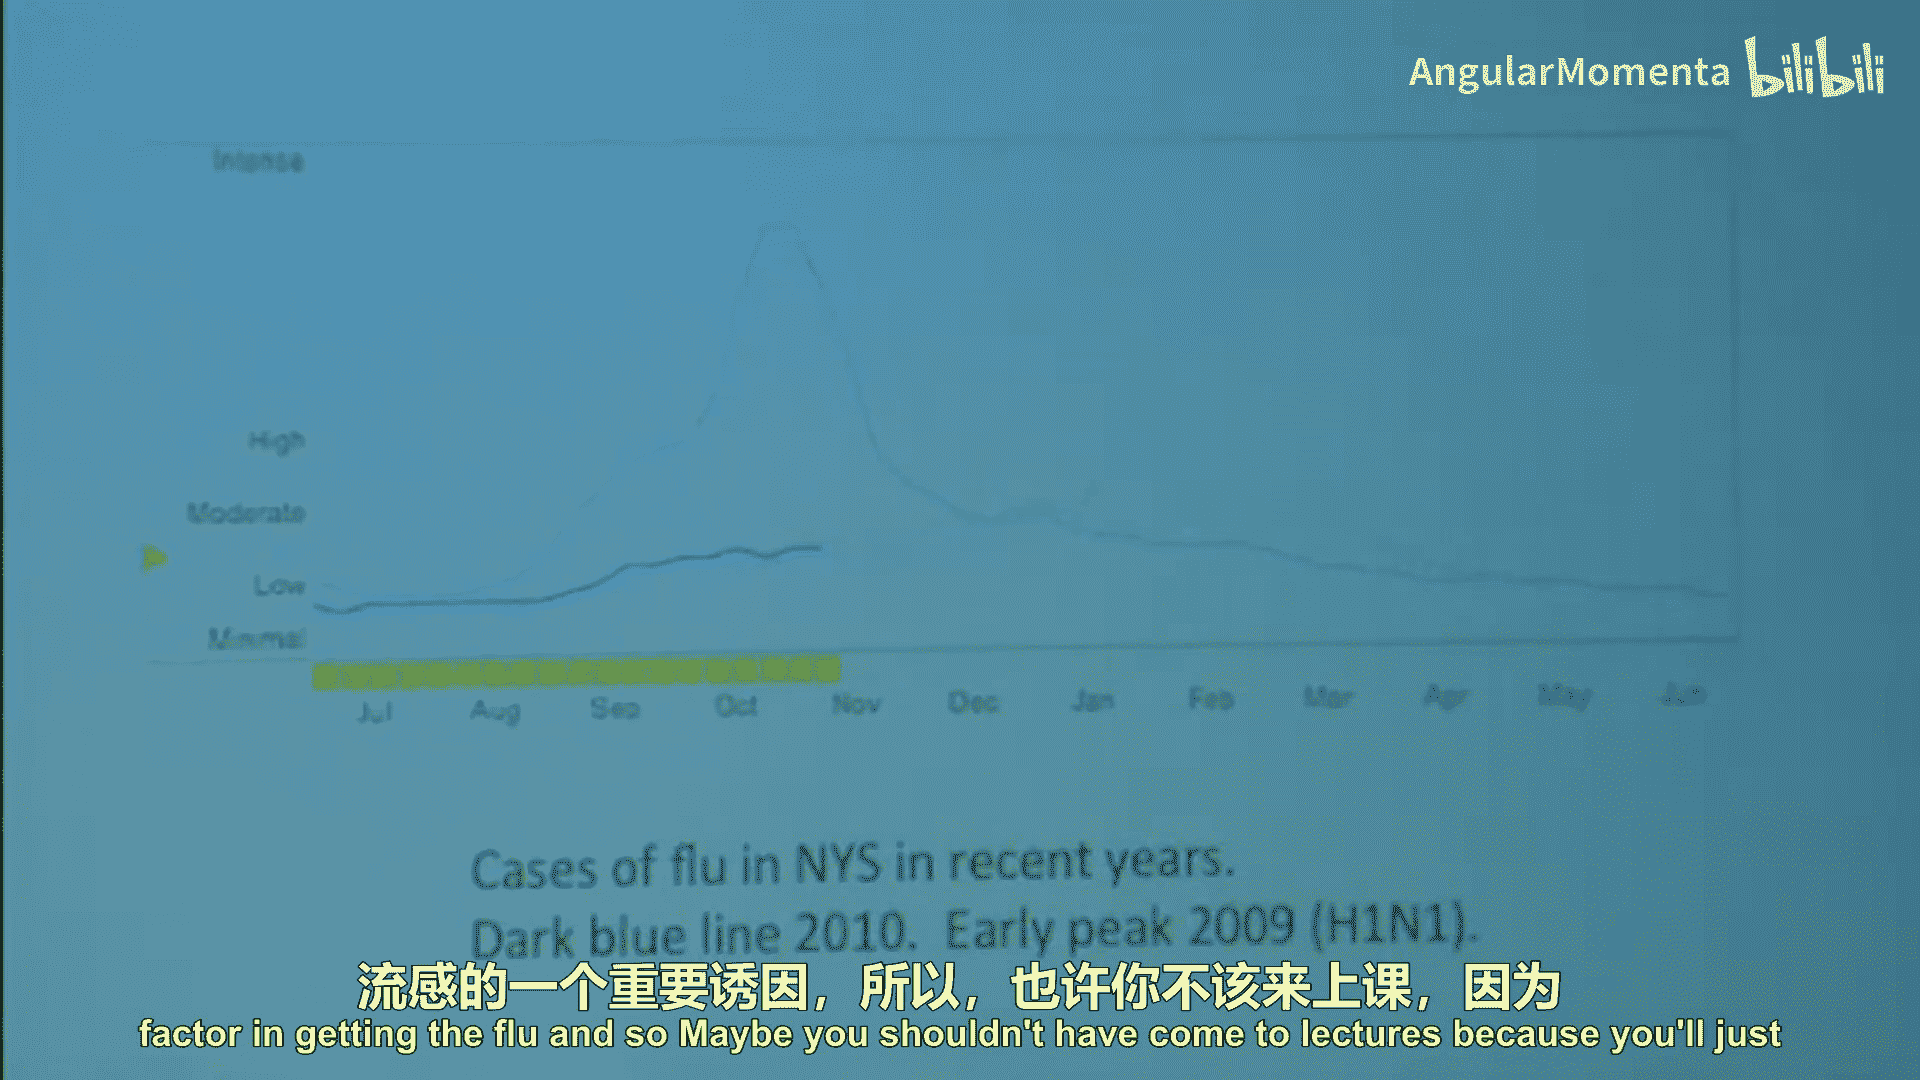 AngularMomenta bilibili
Intense
High
Moderate
Low
Minimal
Jul Aug Sep Oct Nov Dec Jan Feb Mar Apr May Jun
Cases of flu in NYS in recent years.
Dark blue line 2010. Early peak 2009 (H1N1).
流感的一个重要诱因，所以，也许你不该来上课，因为
factor in getting the flu and so Maybe you shouldn't have come to lectures because you'll just